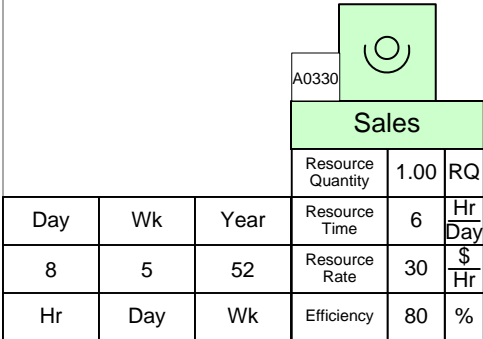 A0330
Sales
Resource Quantity 1.00 RQ
Day Wk Year Resource Time 6 Hr Day
8 5 52 Resource Rate 30 $ Hr
Hr Day Wk Efficiency 80 %